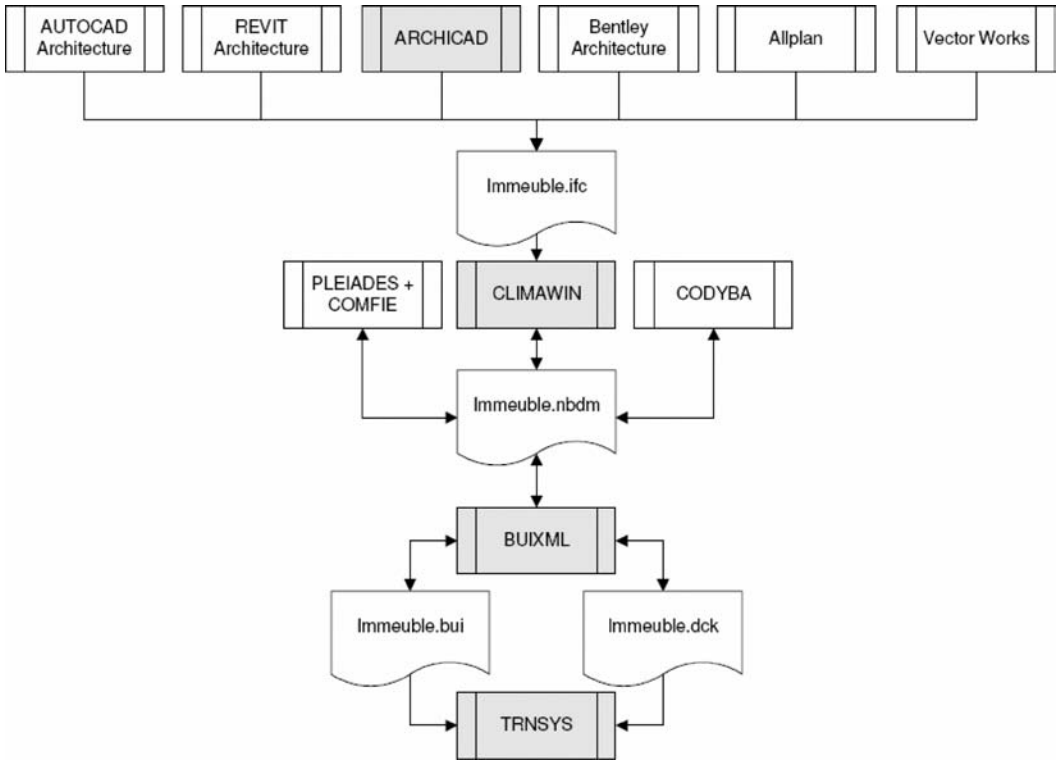 AUTOCAD
Architecture
REVIT
Architecture
ARCHICAD
Bentley
Architecture
Allplan
Vector Works
Immeuble.ifc
PLEIADES +
COMFIE
CLIMAWIN
CODYBA
Immeuble.nbdm
BUIXML
Immeuble.bui
Immeuble.dck
TRNSYS